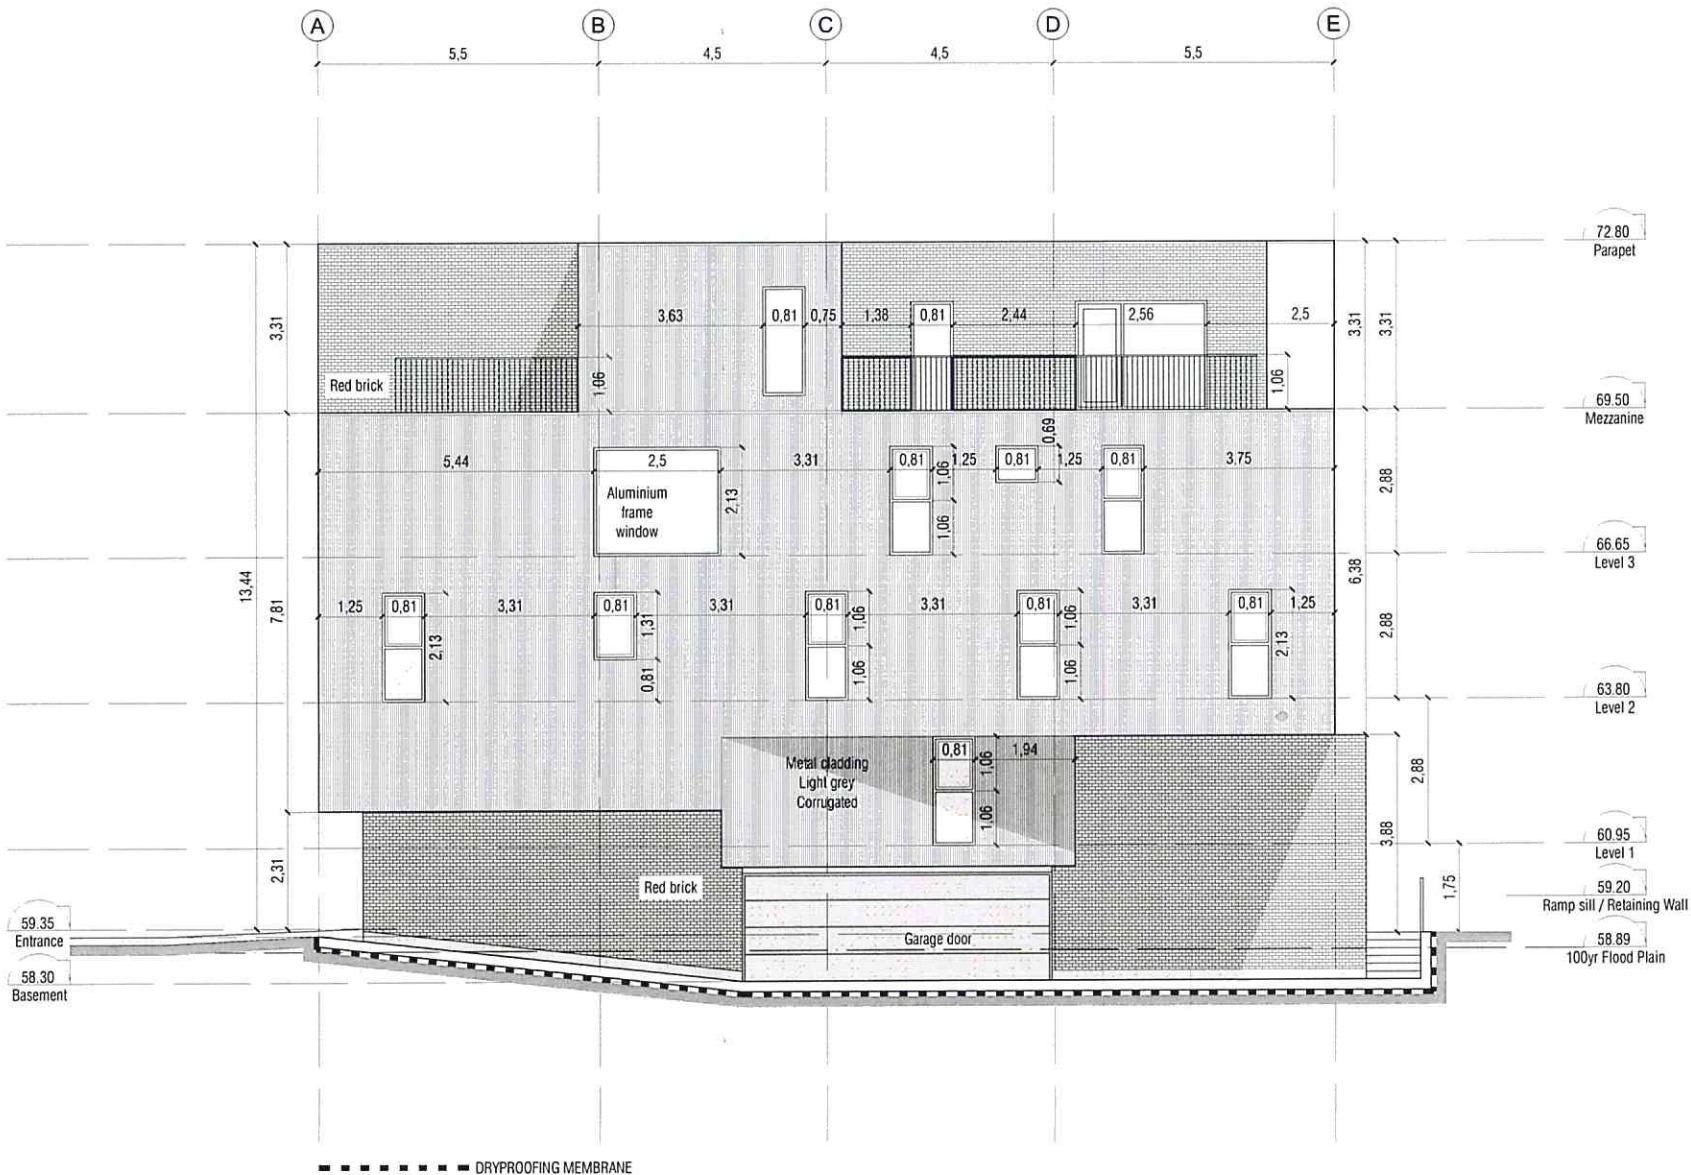 A B C D E
5,5 4,5 4,5 5,5
72.80
Parapet
3,63 0,81 0,75 1,38 0,81 2,44 2,56 2,5
3,31
3,31
3,31
Red brick
1,06
1,06
69.50
Mezzanine
0,69
5,44 2,5 3,31 0,81 1,25 0,81 1,25 0,81 3,75
1,06
1,06
2,13
2,88
Aluminium
frame
window
66.65
Level 3
13,44
7,81
6,38
1,25 0,81 3,31 0,81 3,31 0,81 3,31 0,81 3,31 0,81 1,25
2,13
1,31
0,81
1,06
1,06
1,06
1,06
2,13
2,88
63.80
Level 2
Metal cladding
Light grey
Corrugated
0,81 1,94
1,06
1,06
2,88
3,88
60.95
Level 1
2,31
1,75
Red brick
59.20
Ramp sill / Retaining Wall
59.35
Entrance
Garage door
58.89
100yr Flood Plain
58.30
Basement
DRYPROOFING MEMBRANE